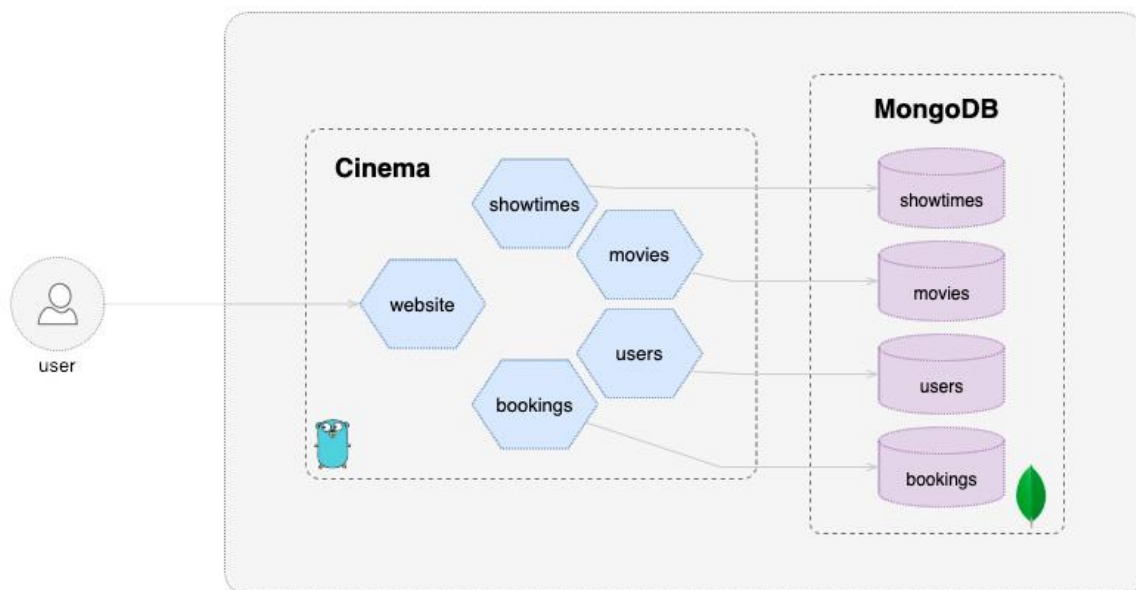 MongoDB
Cinema
showtimes
showtimes
movies
movies
website
user
users
users
bookings
bookings